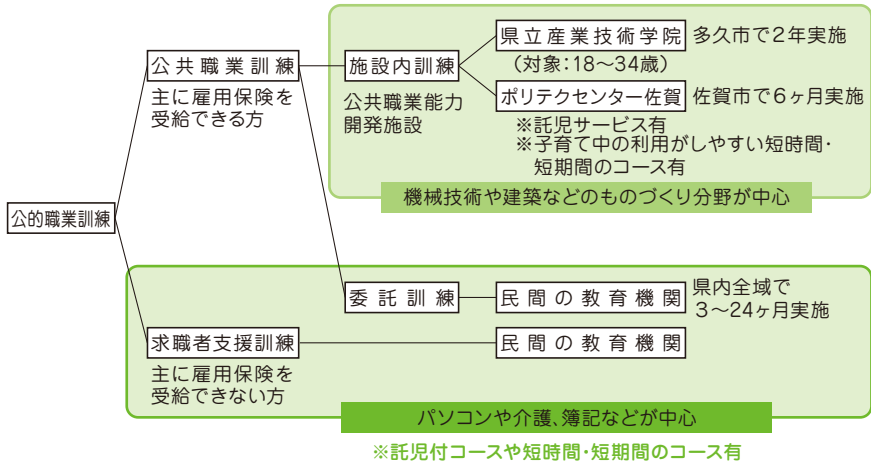 公的職業訓練
公共職業訓練
主に雇用保険を
受給できる方
施設内訓練
公共職業能力
開発施設
県立産業技術学院 多久市で2年実施
（対象：18〜34歳）
ポリテクセンター佐賀 佐賀市で6ヶ月実施
※託児サービス有
※子育て中の利用がしやすい短時間・
短期間のコース有
機械技術や建築などのものづくり分野が中心
委託訓練
民間の教育機関
県内全域で
3〜24ヶ月実施
求職者支援訓練
主に雇用保険を
受給できない方
民間の教育機関
パソコンや介護、簿記などが中心
※託児付コースや短時間・短期間のコース有